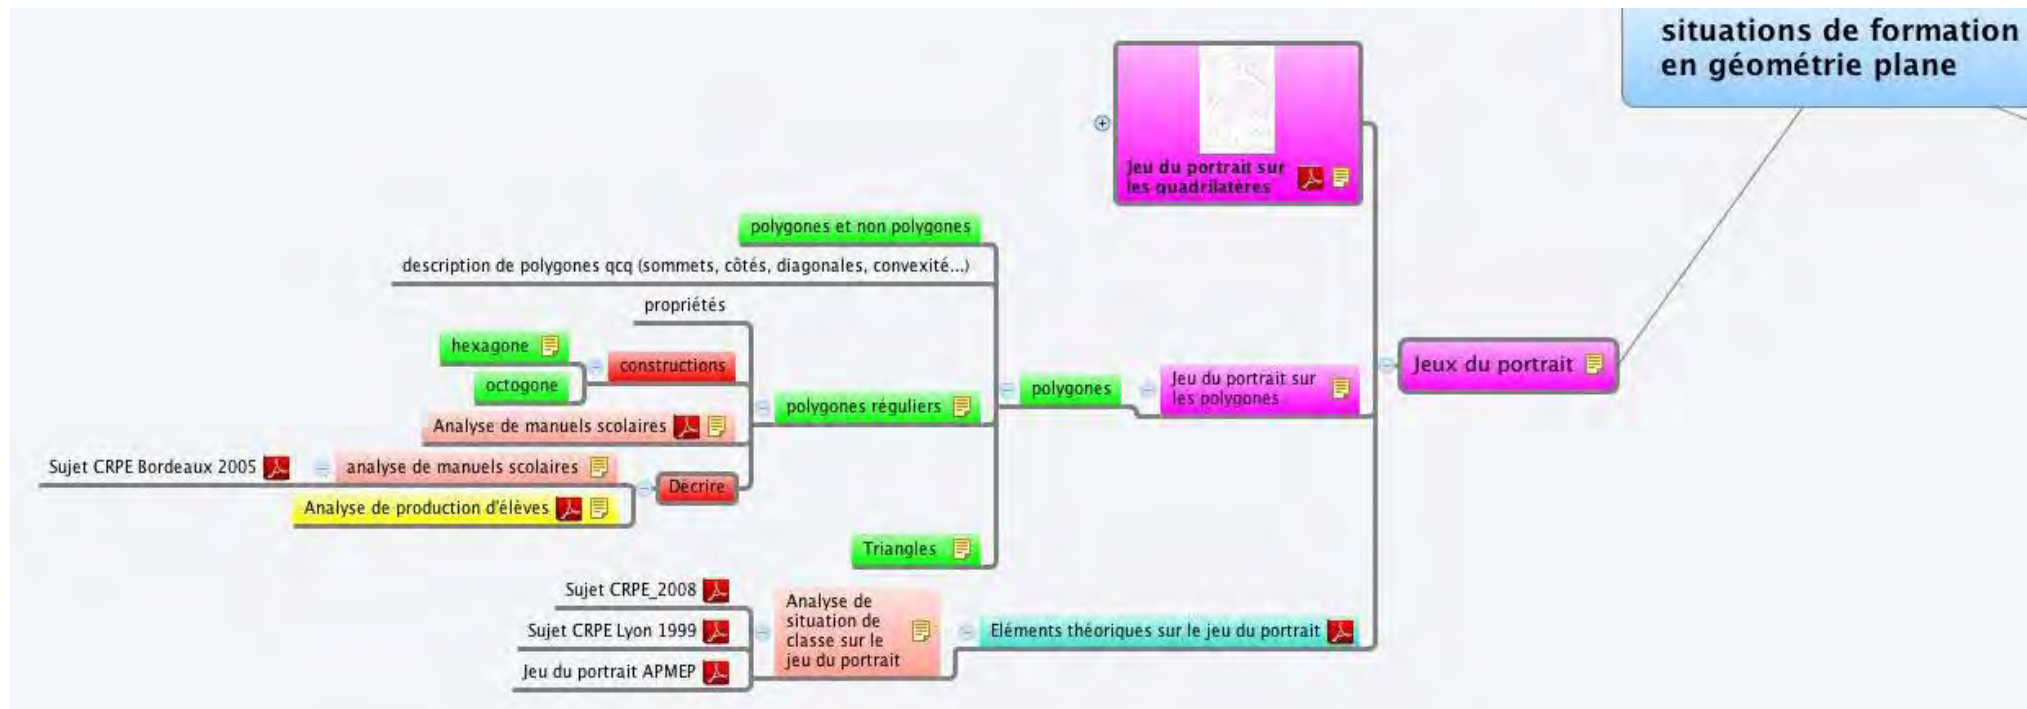 situations de formation
en géométrie plane
Jeu du portrait sur
les quadrilatères
polygones et non polygones
description de polygones qcq (sommets, côtés, diagonales, convexité...)
propriétés
hexagone
constructions
octogone
Jeux du portrait
Jeu du portrait sur
les polygones
polygones
polygones réguliers
Analyse de manuels scolaires
Sujet CRPE Bordeaux 2005
analyse de manuels scolaires
Décrire
Analyse de production d'élèves
Triangles
Sujet CRPE_2008
Sujet CRPE Lyon 1999
Jeu du portrait APMEP
Analyse de
situation de
classe sur le
jeu du portrait
Eléments théoriques sur le jeu du portrait